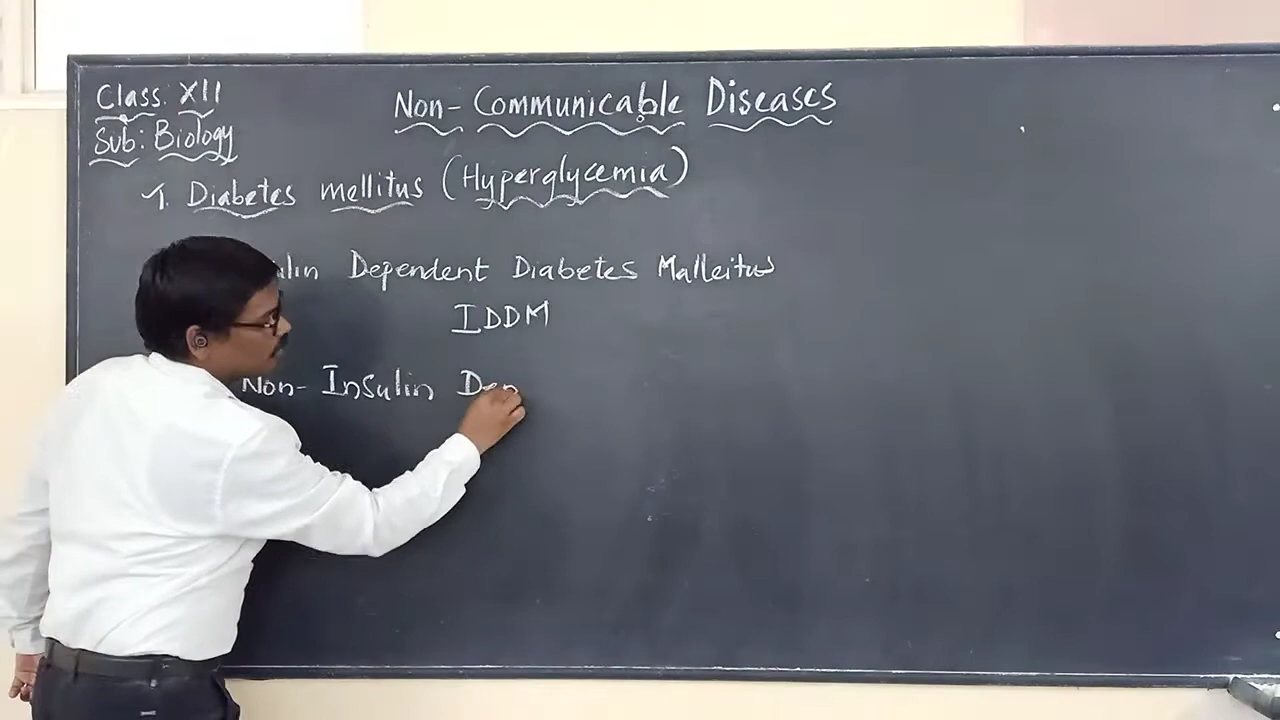 Class: XII
Non-Communicable Diseases
Sub: Biology
1. Diabetes mellitus (Hyperglycemia)
Dependent Diabetes Malleitus
IDDM
Non-Insulin